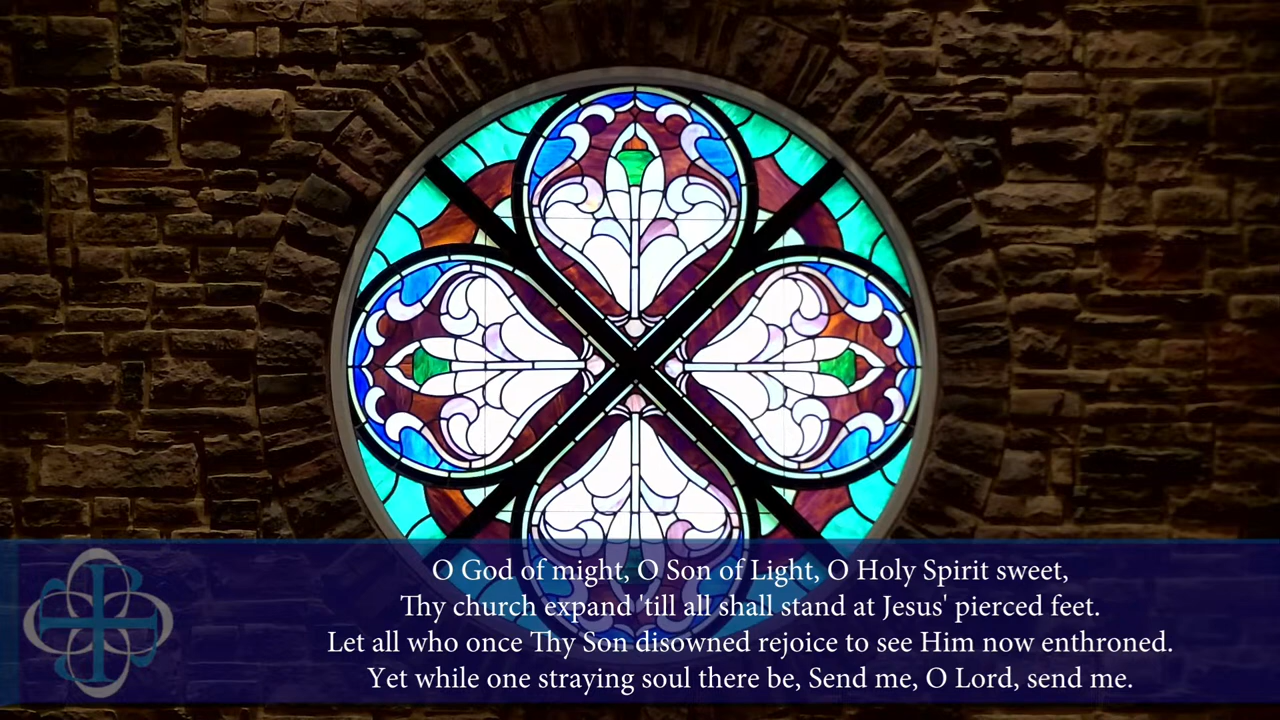 O God of might, O Son of Light, O Holy Spirit sweet,
Thy church expand 'till all shall stand at Jesus' pierced feet.
Let all who once Thy Son disowned rejoice to see Him now enthroned.
Yet while one straying soul there be, Send me, O Lord, send me.